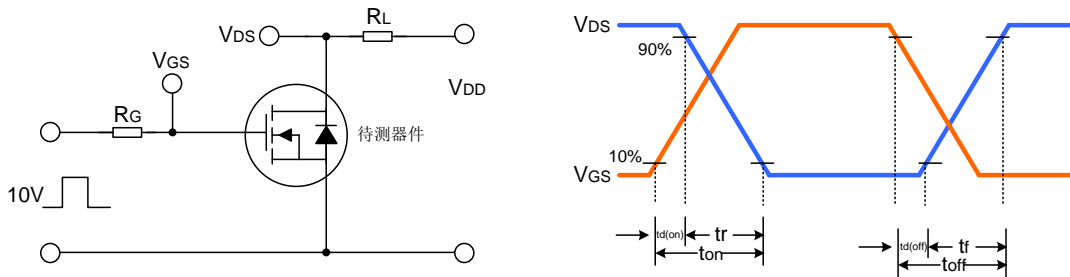 VDS
RL
VGS
VDD
RG
待测器件
10V
VDS
90%
10%
VGS
td(on)
tr
ton
td(off)
tf
toff